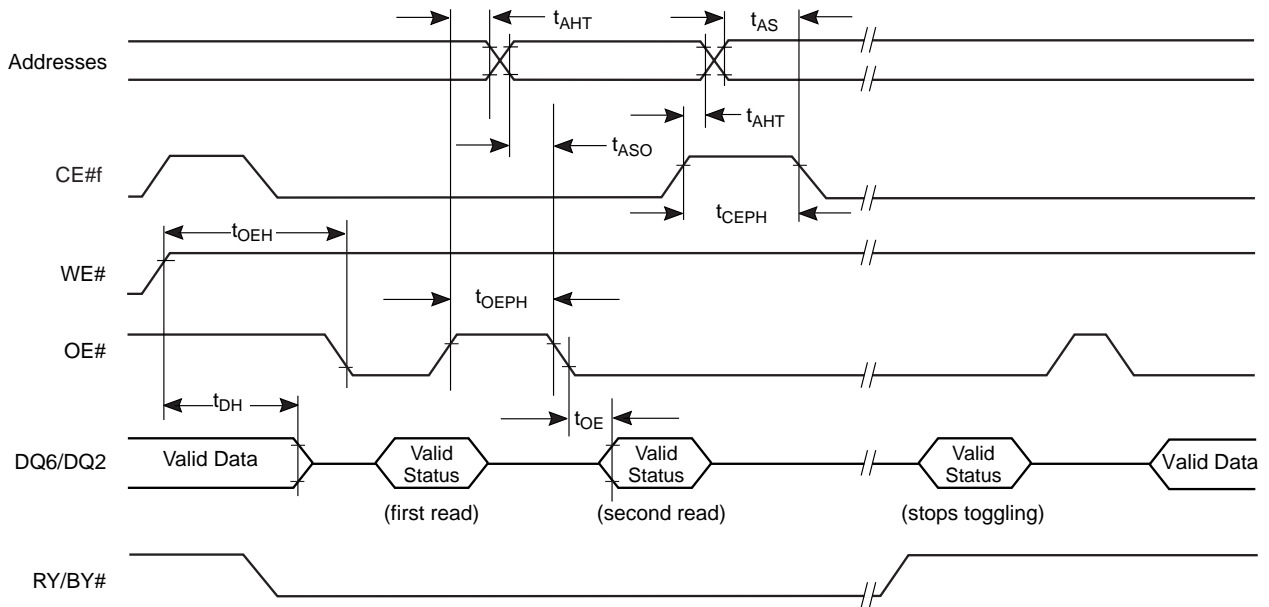 tAHT
tAS
Addresses
tAHT
tASO
CE#f
tCEPH
tOEH
WE#
tOEPH
OE#
tDH
tOE
DQ6/DQ2
Valid Data
Valid
Status
Valid
Status
Valid
Status
Valid Data
(first read)
(second read)
(stops toggling)
RY/BY#